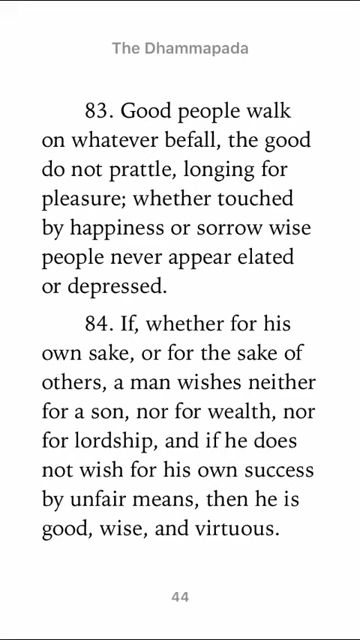 The Dhammapada
83. Good people walk
on whatever befall, the good
do not prattle, longing for
pleasure; whether touched
by happiness or sorrow wise
people never appear elated
or depressed.
84. If, whether for his
own sake, or for the sake of
others, a man wishes neither
for a son, nor for wealth, nor
for lordship, and if he does
not wish for his own success
by unfair means, then he is
good, wise, and virtuous.
44